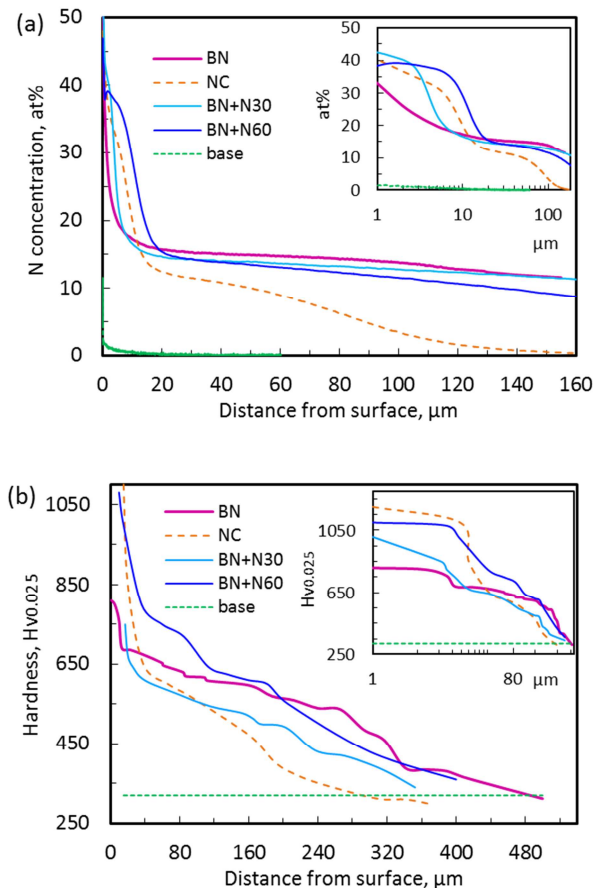 (a)
N concentration, at%
50
40
30
20
10
0
0 20 40 60 80 100 120 140 160
Distance from surface, µm
BN
NC
BN+N30
BN+N60
base
at%
50
40
30
20
10
0
1 10 100
µm
(b)
Hardness, Hv0.025
1050
850
650
450
250
0 80 160 240 320 400 480
Distance from surface, µm
BN
NC
BN+N30
BN+N60
base
Hv0.025
1050
650
250
1 80 µm